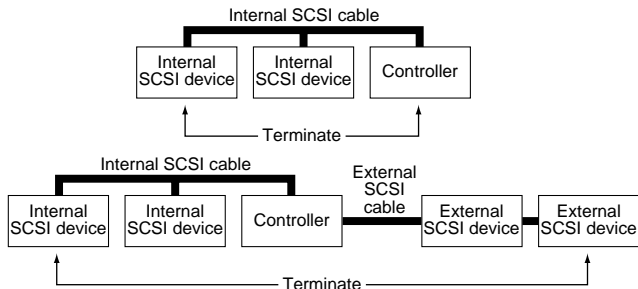 Internal SCSI cable
Internal
SCSI device
Internal
SCSI device
Controller
Terminate
Internal SCSI cable
External
SCSI
cable
Internal
SCSI device
Internal
SCSI device
Controller
External
SCSI device
External
SCSI device
Terminate